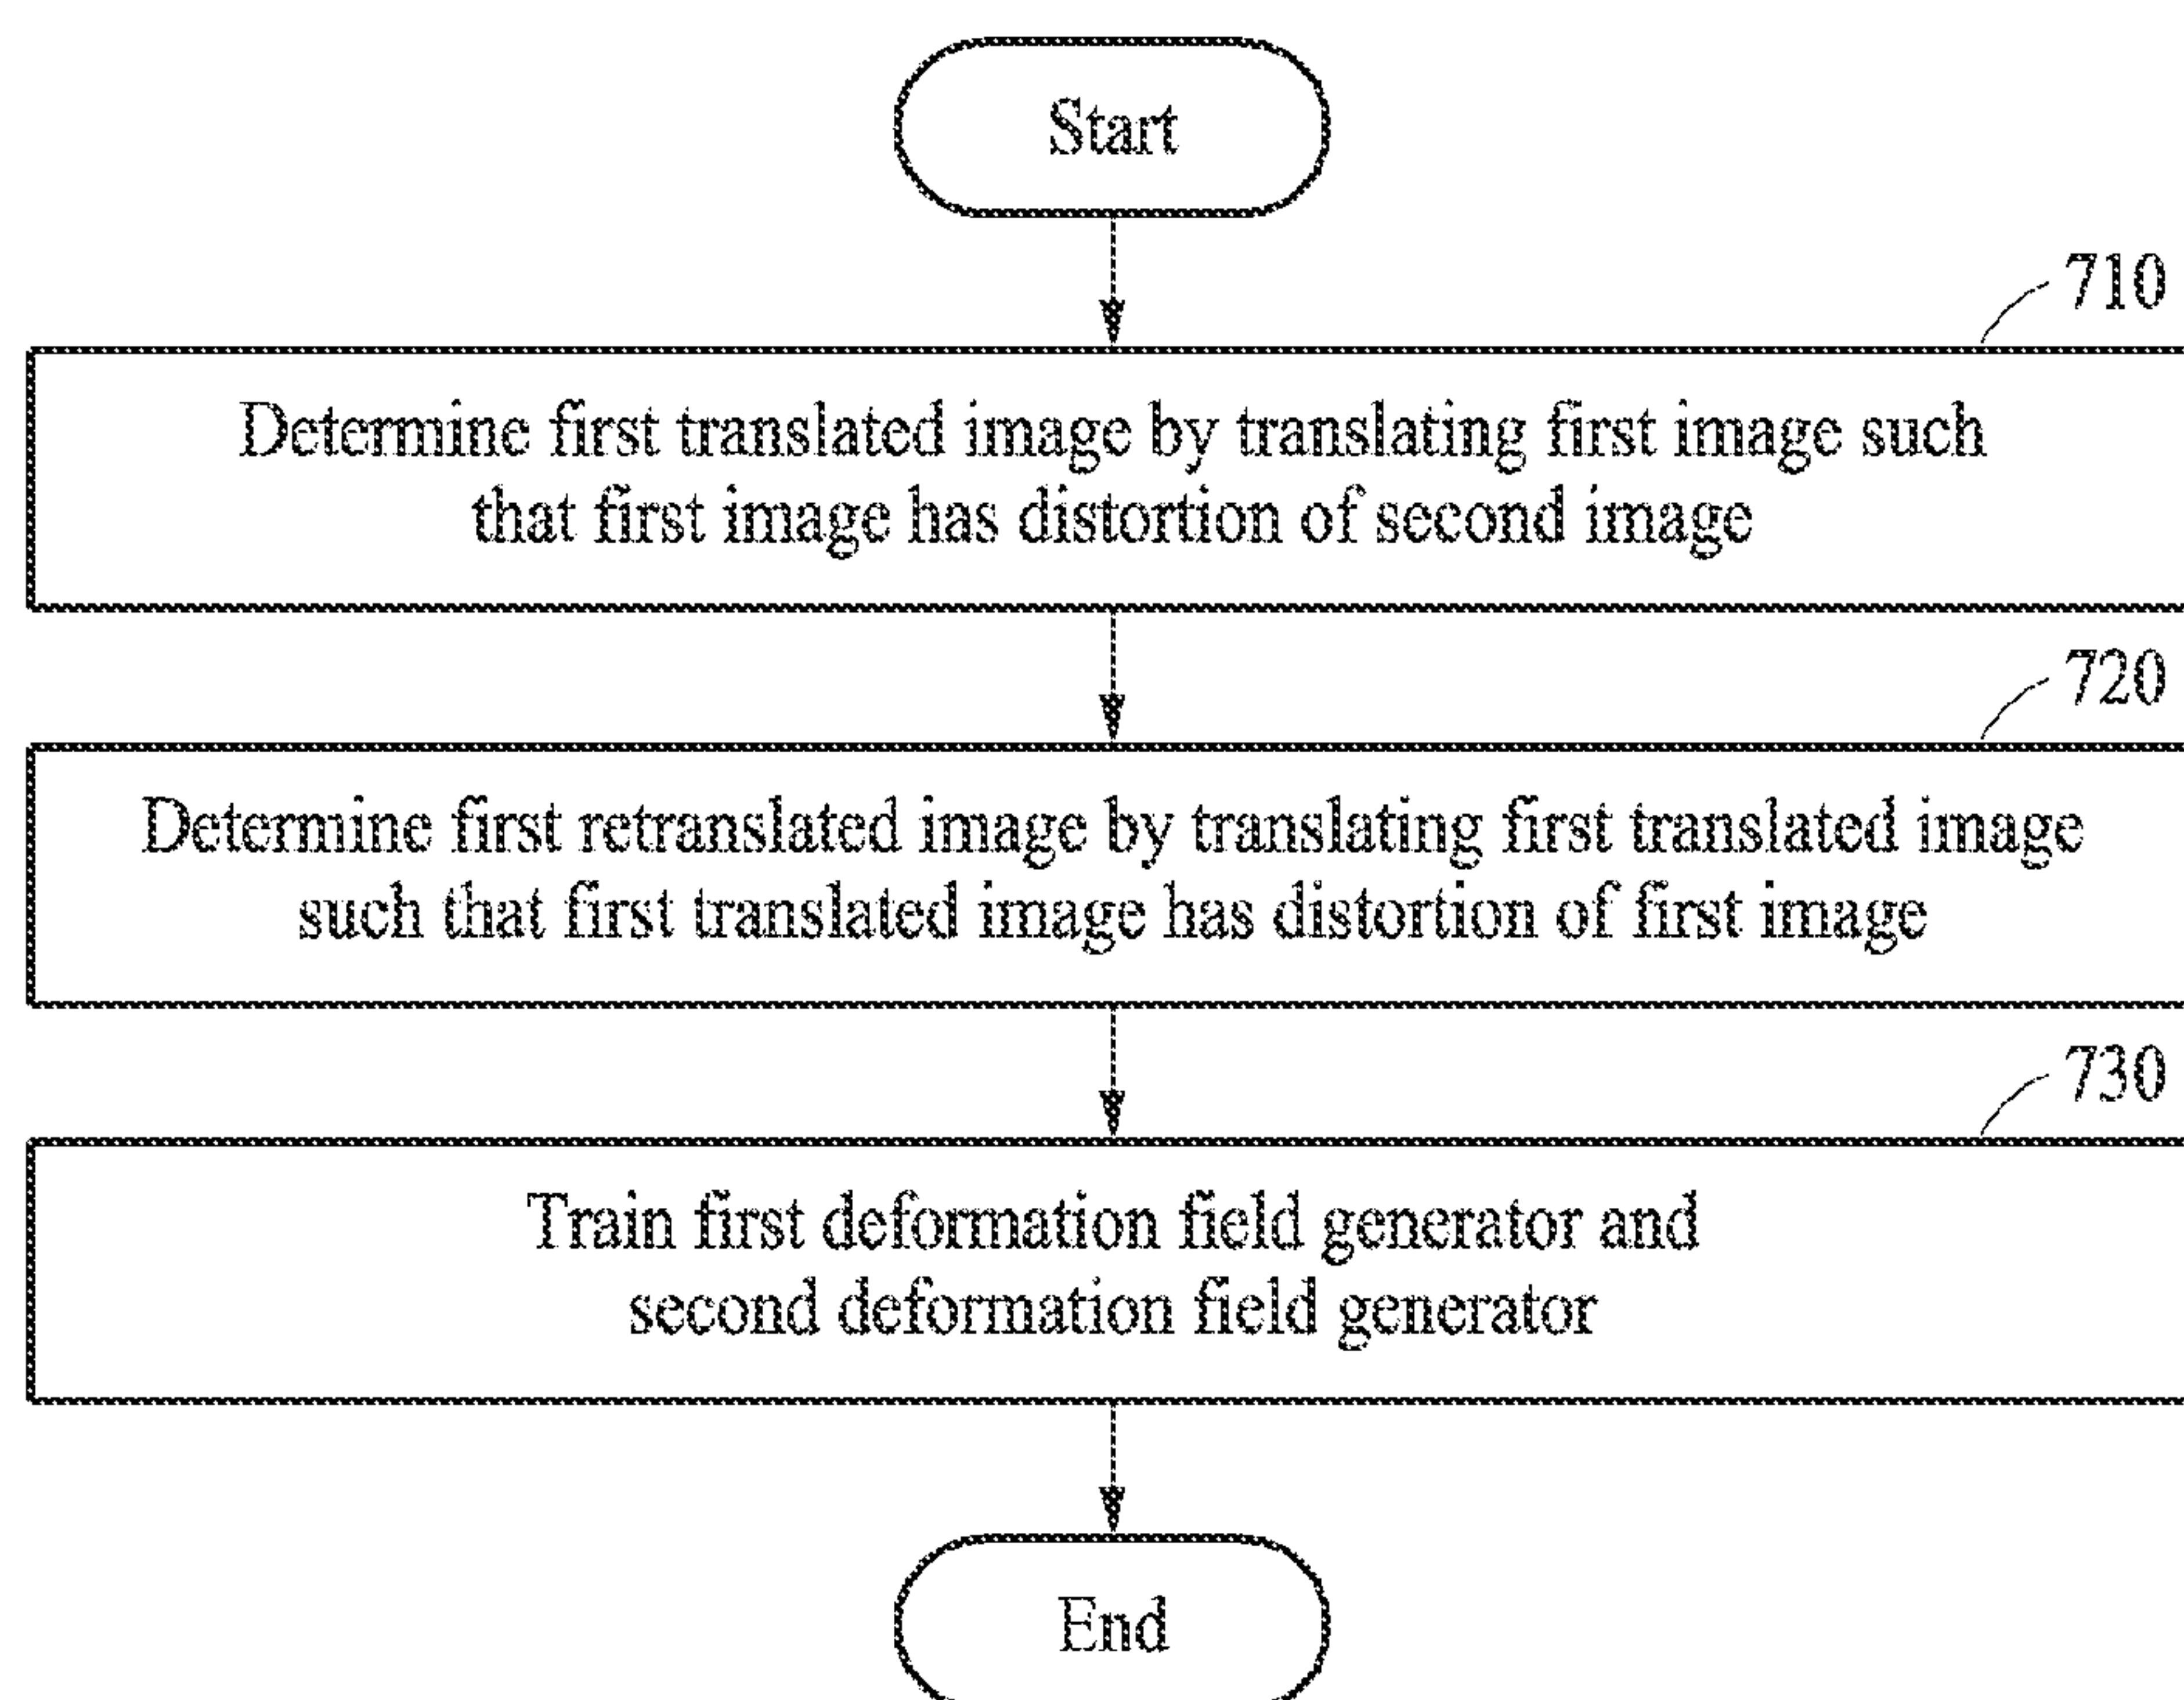 Start
710
Determine first translated image by translating first image such
that first image has distortion of second image
720
Determine first retranslated image by translating first translated image
such that first translated image has distortion of first image
730
Train first deformation field generator and
second deformation field generator
End